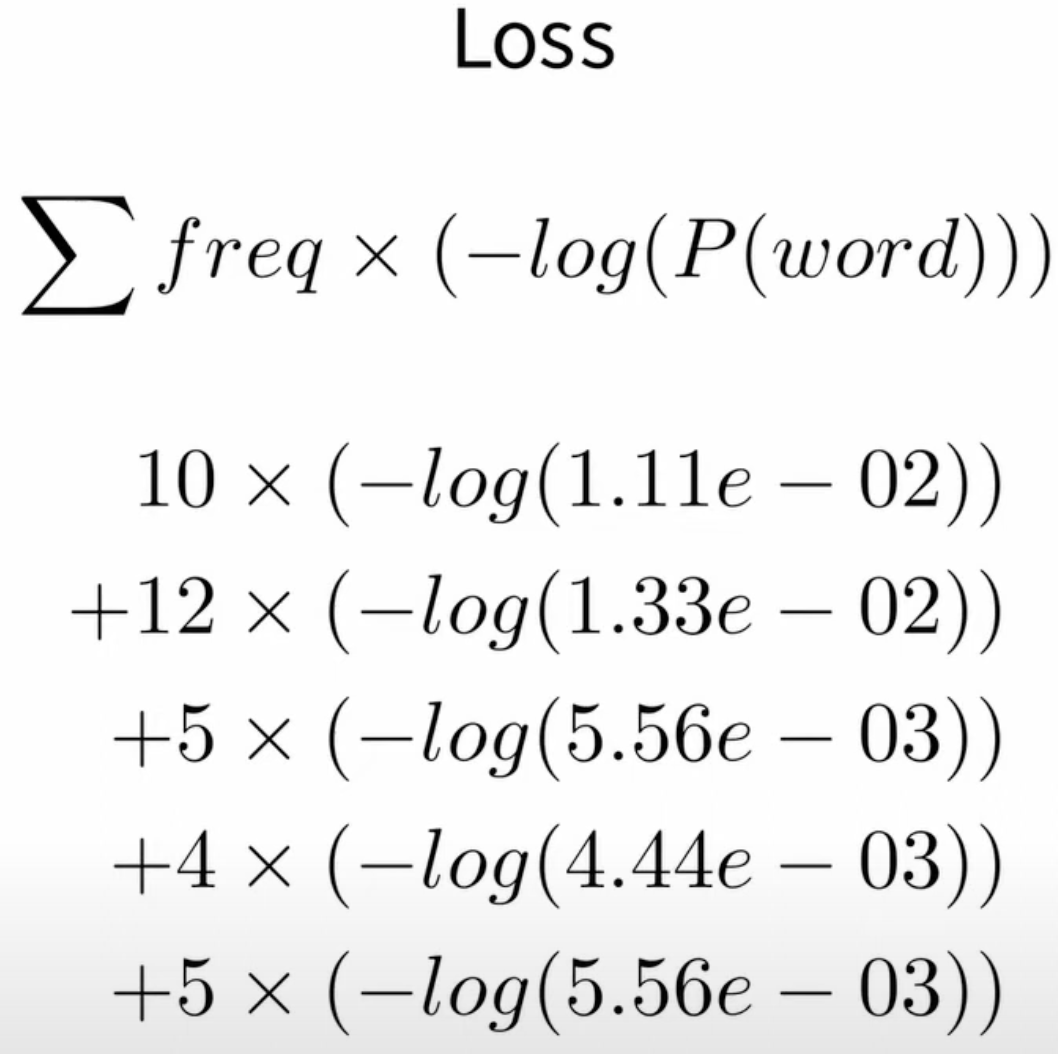 Loss
∑ freq × (−log(P(word)))
10 × (−log(1.11e − 02))
+12 × (−log(1.33e − 02))
+5 × (−log(5.56e − 03))
+4 × (−log(4.44e − 03))
+5 × (−log(5.56e − 03))